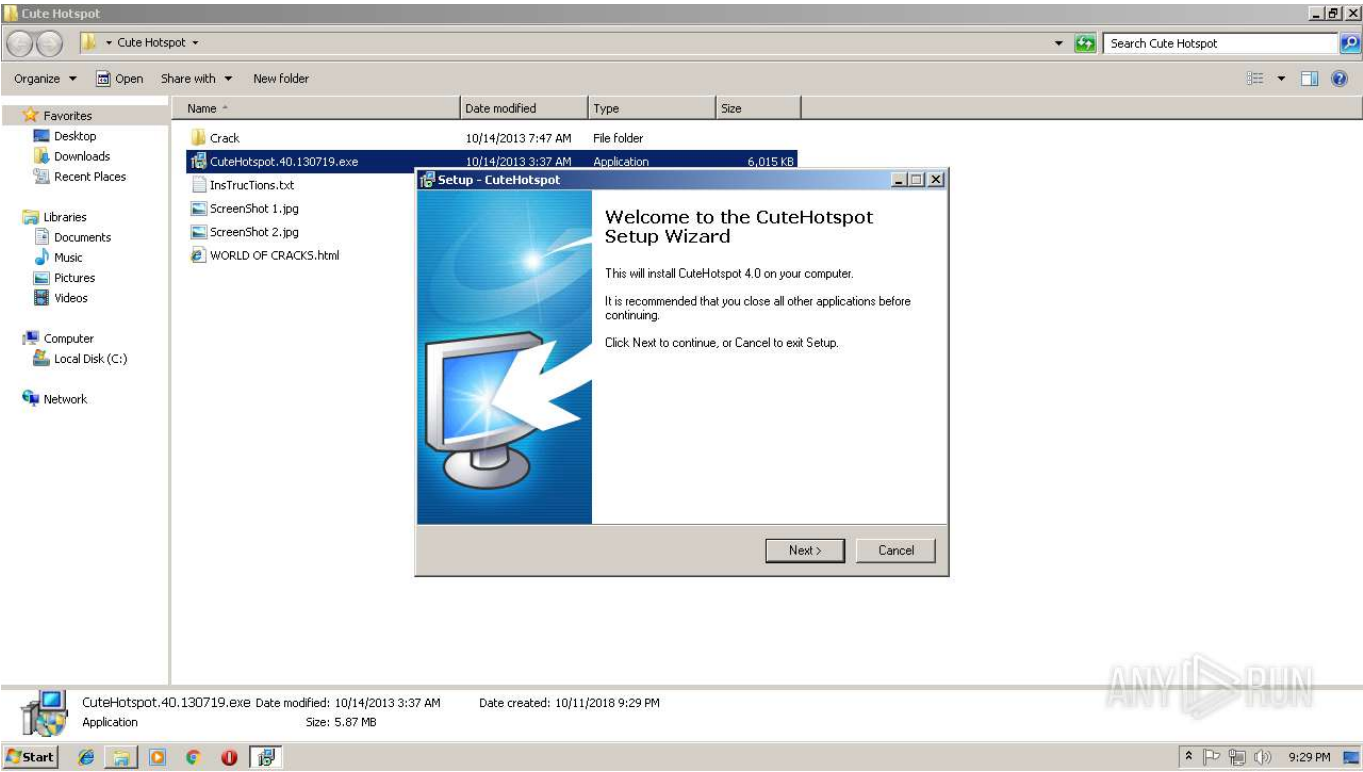 Cute Hotspot
Cute Hotspot
Search Cute Hotspot
Organize Open Share with New folder
Favorites
Desktop
Downloads
Recent Places
Libraries
Documents
Music
Pictures
Videos
Computer
Local Disk (C:)
Network
Name Date modified Type Size
Crack 10/14/2013 7:47 AM File folder
CuteHotspot.40.130719.exe 10/14/2013 3:37 AM Application 6,015 KB
InsTrucTions.txt
ScreenShot 1.jpg
ScreenShot 2.jpg
WORLD OF CRACKS.html
Setup - CuteHotspot
Welcome to the CuteHotspot
Setup Wizard
This will install CuteHotspot 4.0 on your computer.
It is recommended that you close all other applications before
continuing.
Click Next to continue, or Cancel to exit Setup.
Next >
Cancel
ANY RUN
CuteHotspot.40.130719.exe Date modified: 10/14/2013 3:37 AM Date created: 10/11/2018 9:29 PM
Application Size: 5.87 MB
Start
9:29 PM